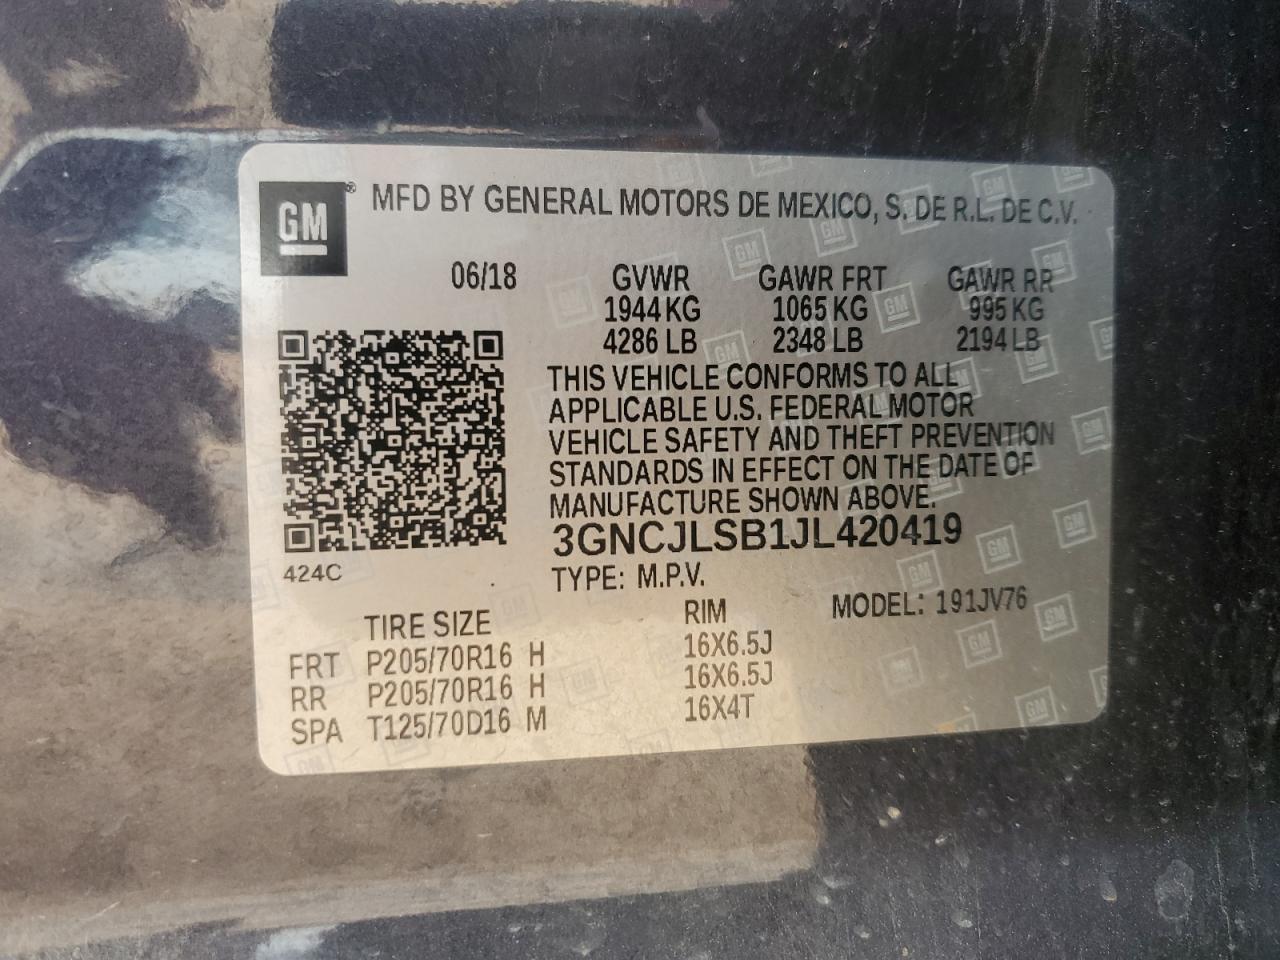 GM ® MFD BY GENERAL MOTORS DE MEXICO, S. DE R.L. DE C.V.
06/18 GVWR GAWR FRT GAWR RR
1944 KG 1065 KG 995 KG
4286 LB 2348 LB 2194 LB
THIS VEHICLE CONFORMS TO ALL
APPLICABLE U.S. FEDERAL MOTOR
VEHICLE SAFETY AND THEFT PREVENTION
STANDARDS IN EFFECT ON THE DATE OF
MANUFACTURE SHOWN ABOVE.
3GNCJLSB1JL420419
424C
TYPE: M.P.V.
MODEL: 191JV76
TIRE SIZE RIM
FRT P205/70R16 H 16X6.5J
RR P205/70R16 H 16X6.5J
SPA T125/70D16 M 16X4T